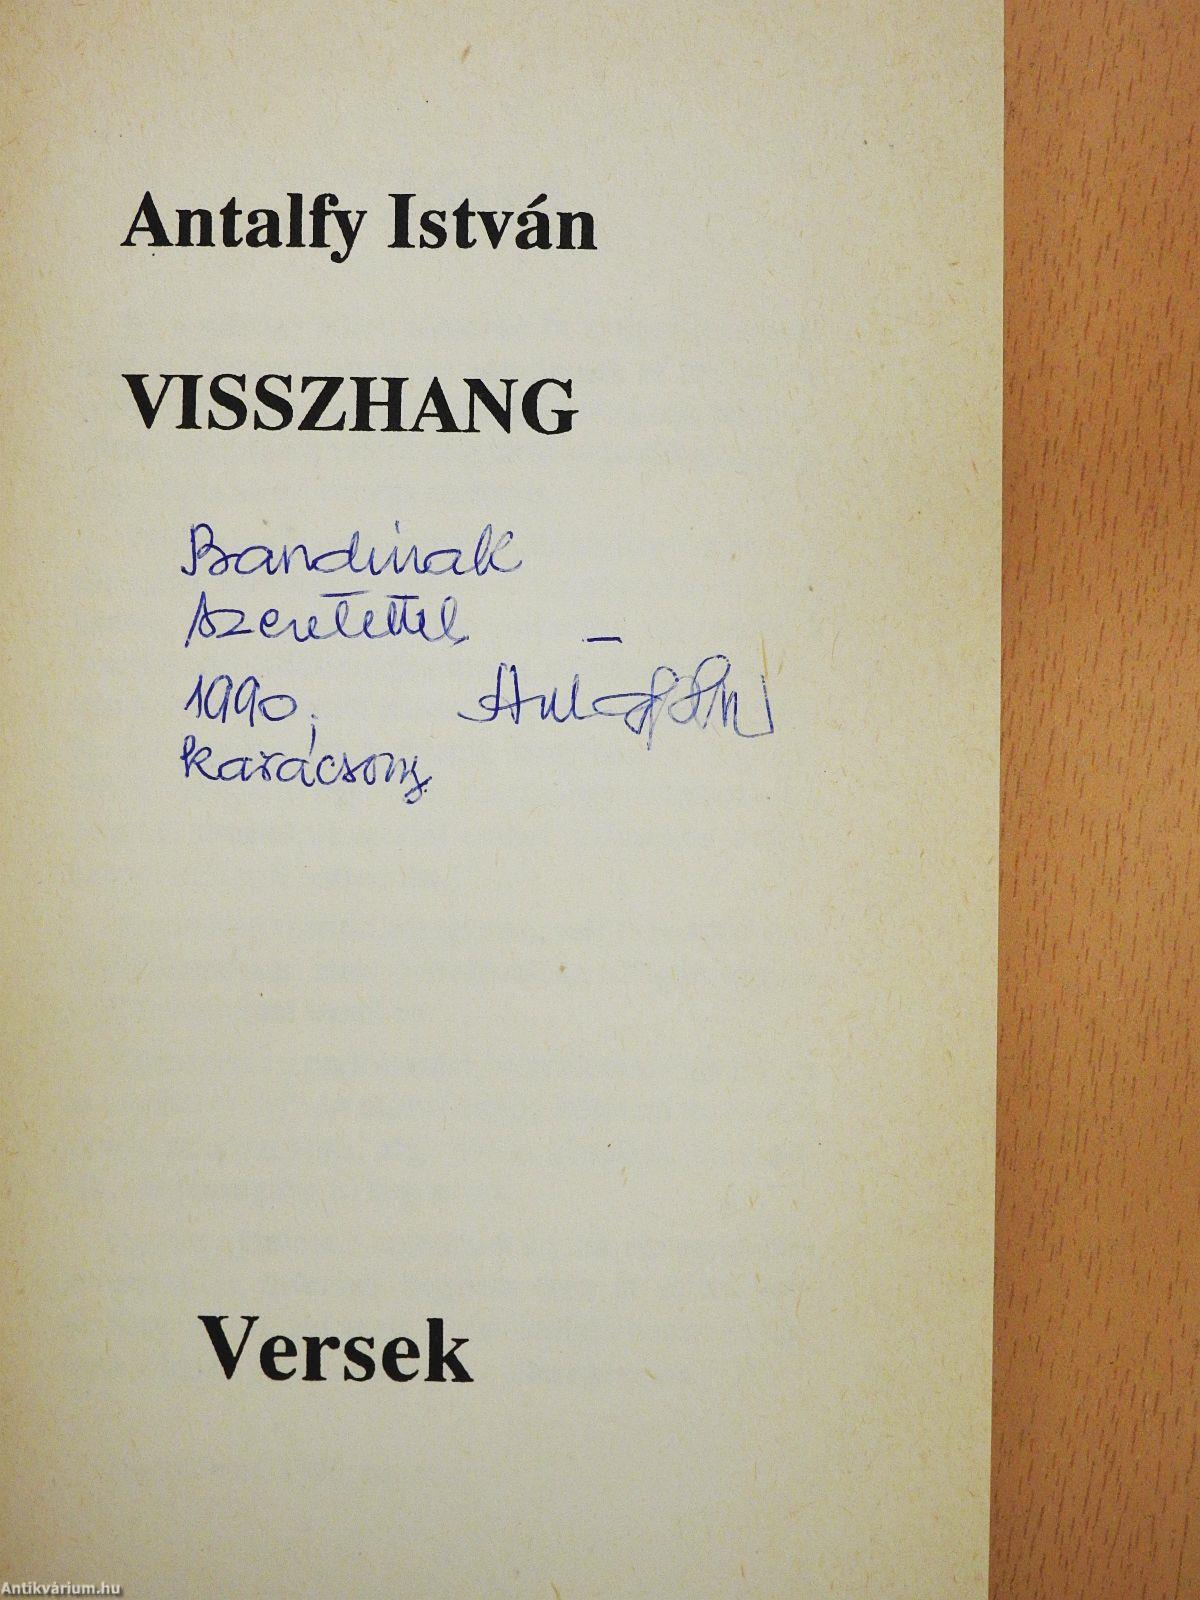 Antalfy István
VISSZHANG
Bandinak
szeretettel –
1990,
karácsony
Versek
Antikvárium.hu